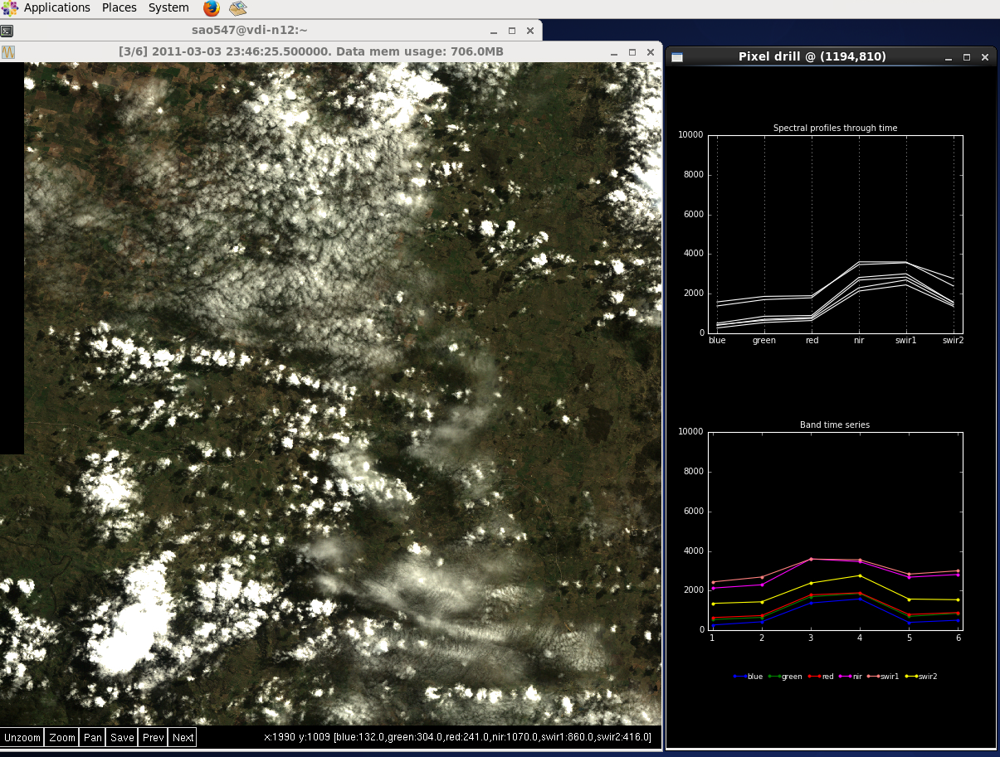 Applications Places System
sao547@vdi-n12:~
[3/6] 2011-03-03 23:46:25.500000. Data mem usage: 706.0MB
Unzoom Zoom Pan Save Prev Next
x:1990 y:1009 [blue:132.0,green:304.0,red:241.0,nir:1070.0,swir1:860.0,swir2:416.0]
Pixel drill @ (1194,810)
Spectral profiles through time
10000
8000
6000
4000
2000
0
blue green red nir swir1 swir2
Band time series
10000
8000
6000
4000
2000
0
1 2 3 4 5 6
blue green red nir swir1 swir2